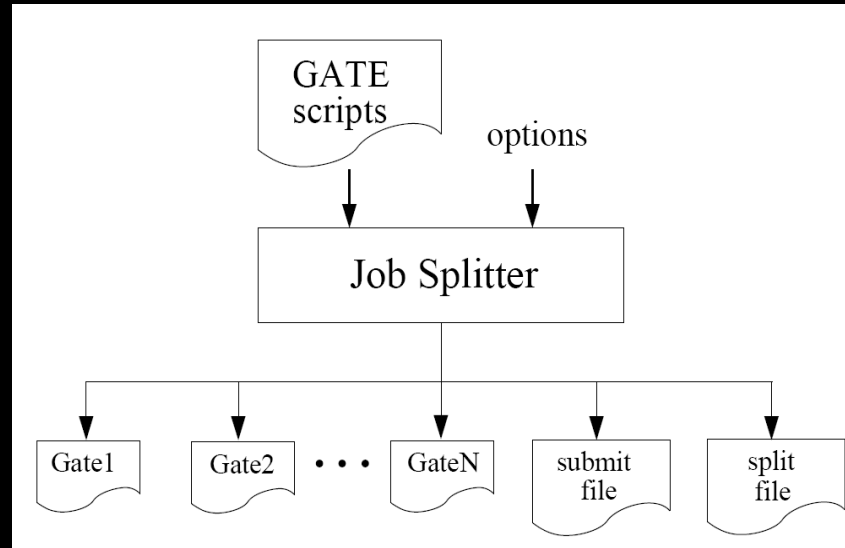 GATE
scripts
options
Job Splitter
Gate1
Gate2
• • •
GateN
submit
file
split
file